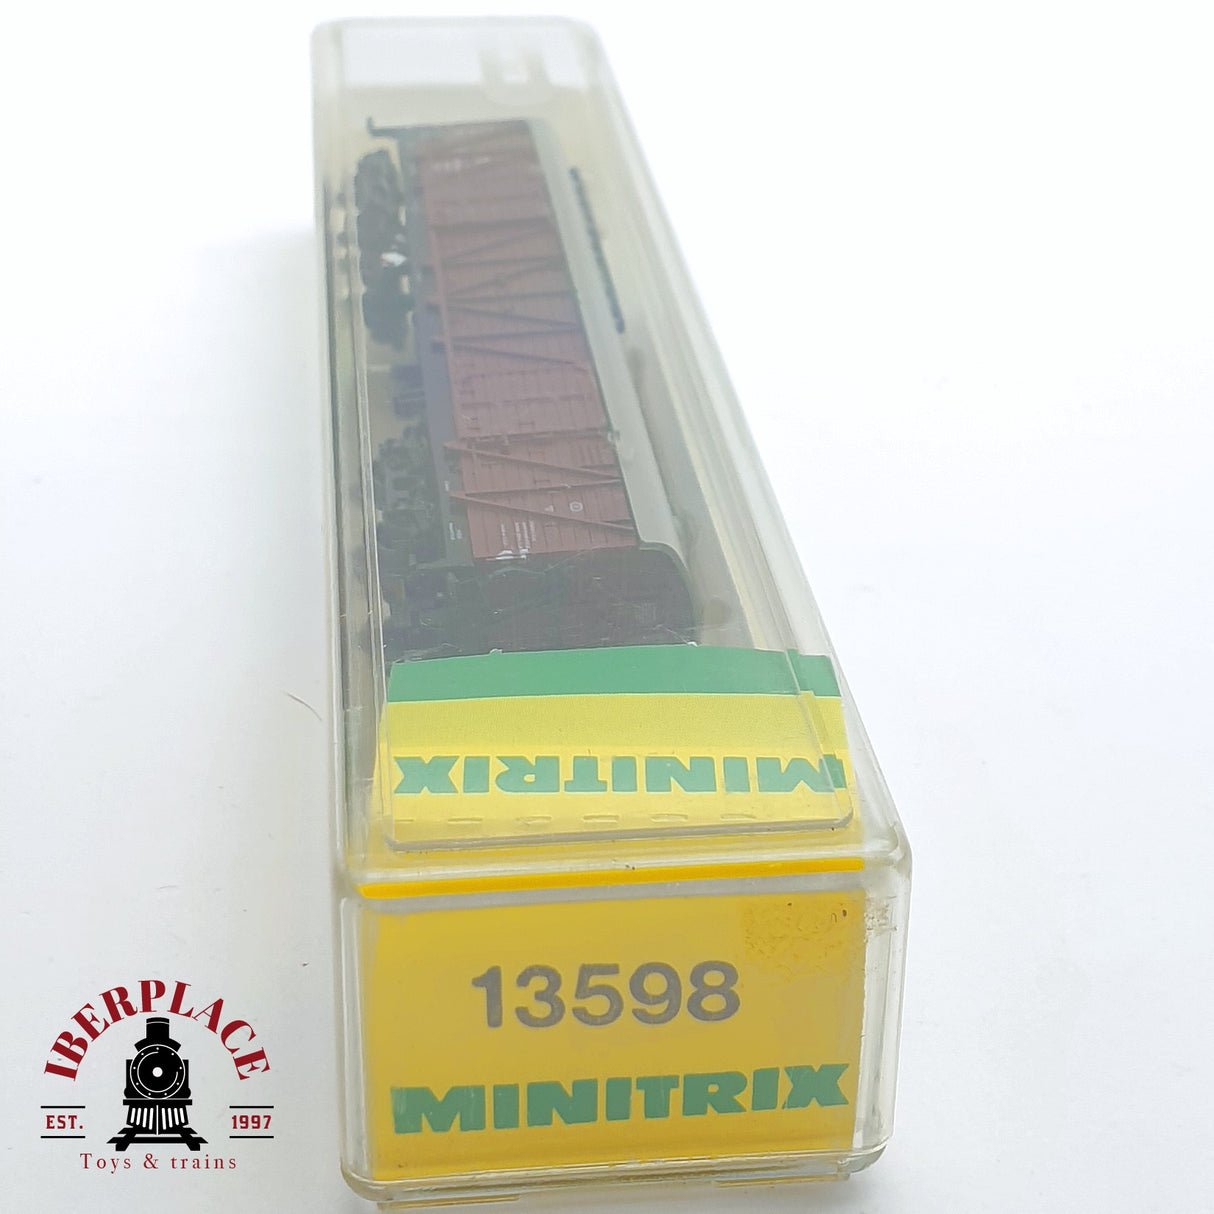 MINITRIX
13598
MINITRIX
IBERPLACE
EST. 1997
Toys & trains